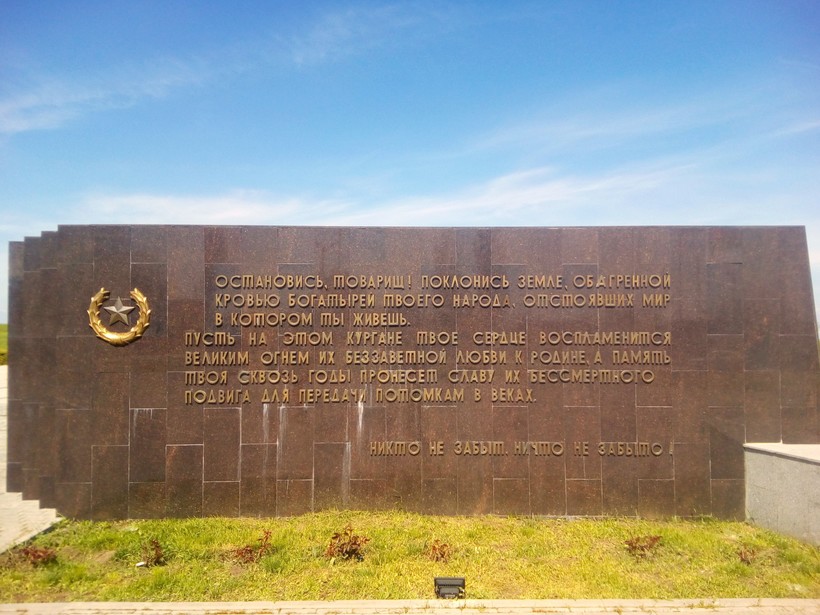 ОСТАНОВИСЬ, ТОВАРИЩ! ПОКЛОНИСЬ ЗЕМЛЕ, ОБАГРЕННОЙ
КРОВЬЮ БОГАТЫРЕЙ ТВОЕГО НАРОДА, ОТСТОЯВШИХ МИР
В КОТОРОМ ТЫ ЖИВЕШЬ.
ПУСТЬ НА ЭТОМ КУРГАНЕ ТВОЕ СЕРДЦЕ ВОСПЛАМЕНИТСЯ
ВЕЛИКИМ ОГНЕМ ИХ БЕЗЗАВЕТНОЙ ЛЮБВИ К РОДИНЕ, А ПАМЯТЬ
ТВОЯ СКВОЗЬ ГОДЫ ПРОНЕСЕТ СЛАВУ ИХ БЕССМЕРТНОГО
ПОДВИГА ДЛЯ ПЕРЕДАЧИ ПОТОМКАМ В ВЕКАХ.
НИКТО НЕ ЗАБЫТ, НИЧТО НЕ ЗАБЫТО!